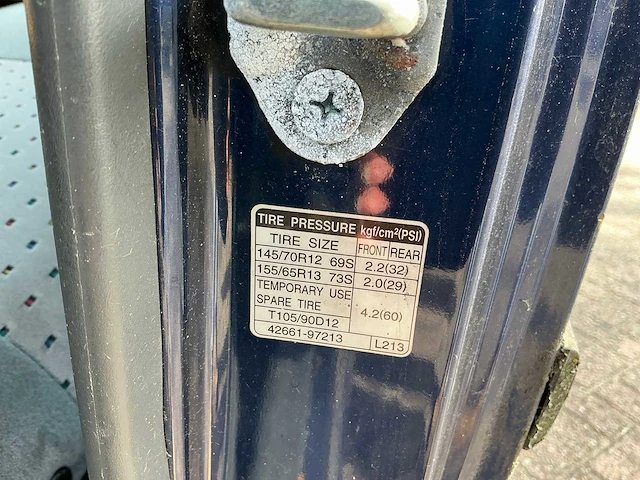 TIRE PRESSURE kgf/cm²(PSI)
TIRE SIZE FRONT REAR
145/70R12 69S 2.2(32)
155/65R13 73S 2.0(29)
TEMPORARY USE
SPARE TIRE 4.2(60)
T105/90D12
42661-97213 L213